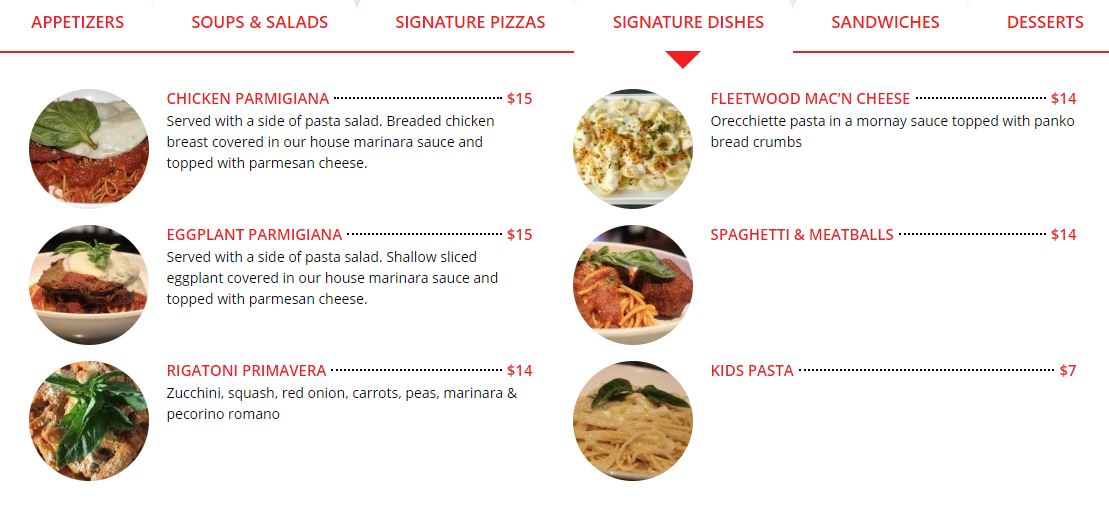 APPETIZERS SOUPS & SALADS SIGNATURE PIZZAS SIGNATURE DISHES SANDWICHES DESSERTS
CHICKEN PARMIGIANA $15
Served with a side of pasta salad. Breaded chicken
breast covered in our house marinara sauce and
topped with parmesan cheese.
EGGPLANT PARMIGIANA $15
Served with a side of pasta salad. Shallow sliced
eggplant covered in our house marinara sauce and
topped with parmesan cheese.
RIGATONI PRIMAVERA $14
Zucchini, squash, red onion, carrots, peas, marinara &
pecorino romano
FLEETWOOD MAC’N CHEESE $14
Orecchiette pasta in a mornay sauce topped with panko
bread crumbs
SPAGHETTI & MEATBALLS $14
KIDS PASTA $7